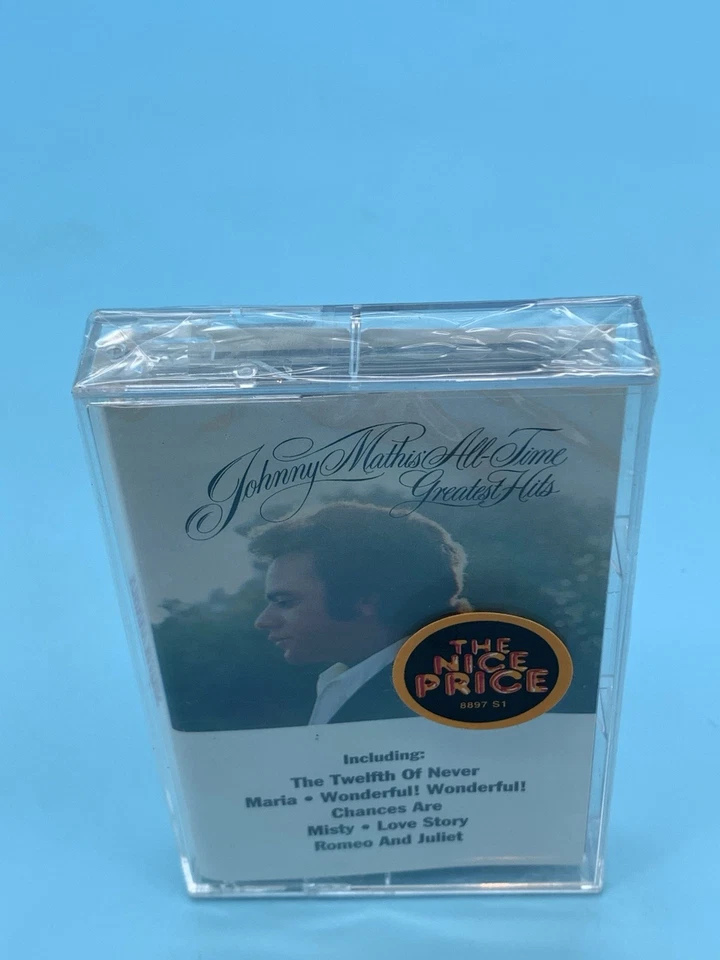 Johnny Mathis' All-Time
Greatest Hits
THE
NICE
PRICE
8897 S1
Including:
The Twelfth Of Never
Maria • Wonderful! Wonderful!
Chances Are
Misty • Love Story
Romeo And Juliet